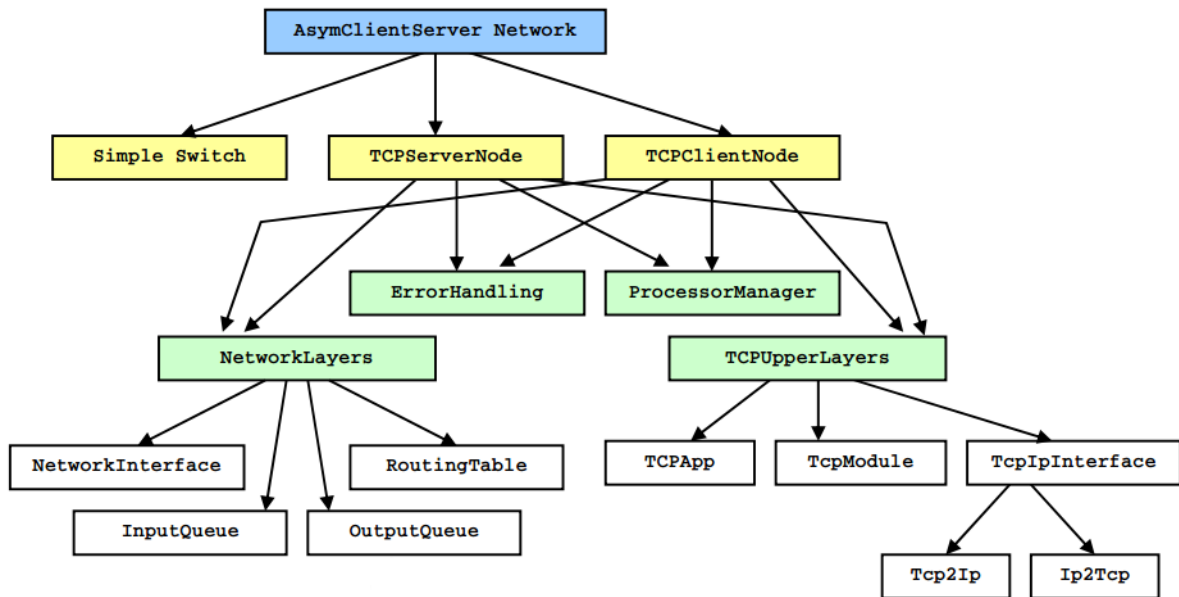 AsymClientServer Network
Simple Switch
TCPServerNode
TCPClientNode
ErrorHandling
ProcessorManager
NetworkLayers
TCPUpperLayers
NetworkInterface
RoutingTable
TCPApp
TcpModule
TcpIpInterface
InputQueue
OutputQueue
Tcp2Ip
Ip2Tcp